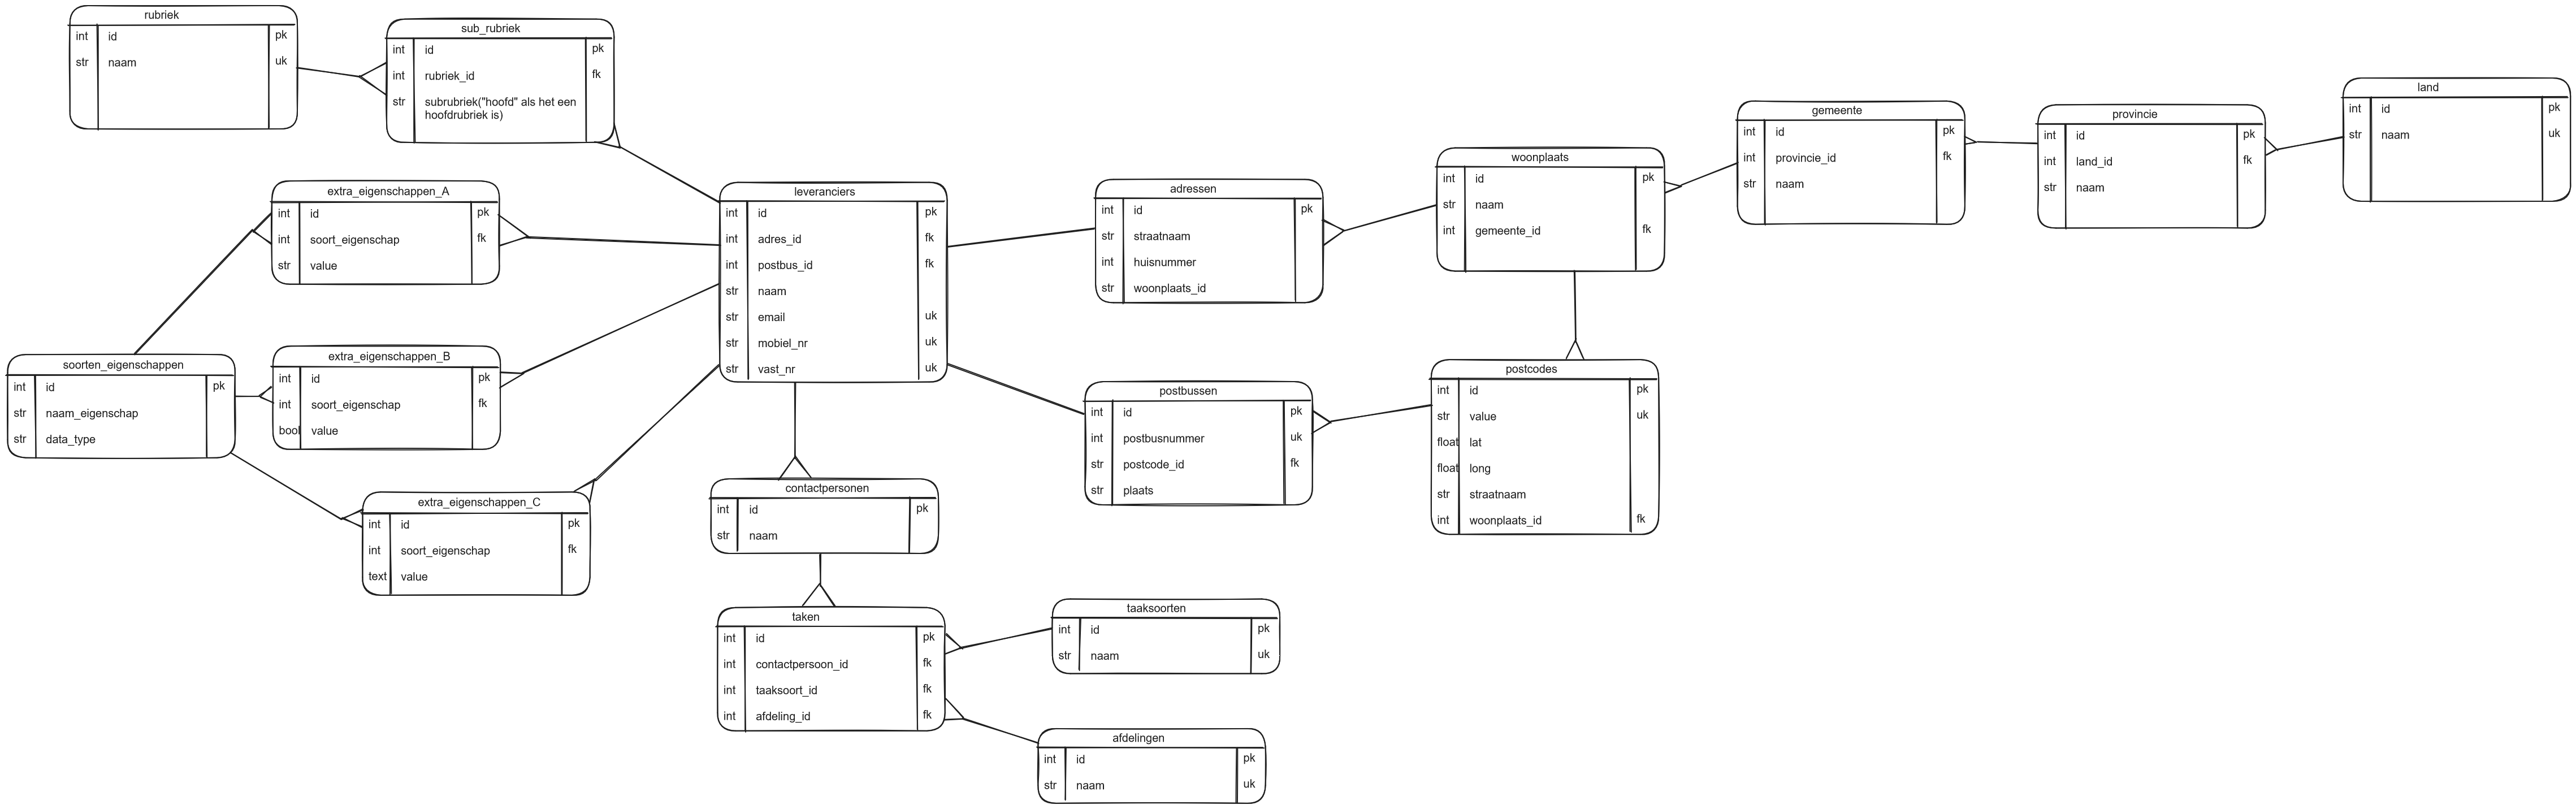 rubriek
int id pk
str naam uk
sub_rubriek
int id pk
int rubriek_id fk
str subrubriek("hoofd" als het een
hoofdrubriek is)
extra_eigenschappen_A
int id pk
int soort_eigenschap fk
str value
soorten_eigenschappen
int id pk
str naam_eigenschap
str data_type
extra_eigenschappen_B
int id pk
int soort_eigenschap fk
bool value
extra_eigenschappen_C
int id pk
int soort_eigenschap fk
text value
leveranciers
int id pk
int adres_id fk
int postbus_id fk
str naam
str email uk
str mobiel_nr uk
str vast_nr uk
contactpersonen
int id pk
str naam
taken
int id pk
int contactpersoon_id fk
int taaksoort_id fk
int afdeling_id fk
taaksoorten
int id pk
str naam uk
afdelingen
int id pk
str naam uk
adressen
int id pk
str straatnaam
int huisnummer
str woonplaats_id
postbussen
int id pk
int postbusnummer uk
str postcode_id fk
str plaats
woonplaats
int id pk
str naam
int gemeente_id fk
postcodes
int id pk
str value uk
float lat
float long
str straatnaam
int woonplaats_id fk
gemeente
int id pk
int provincie_id fk
str naam
provincie
int id pk
int land_id fk
str naam
land
int id pk
str naam uk